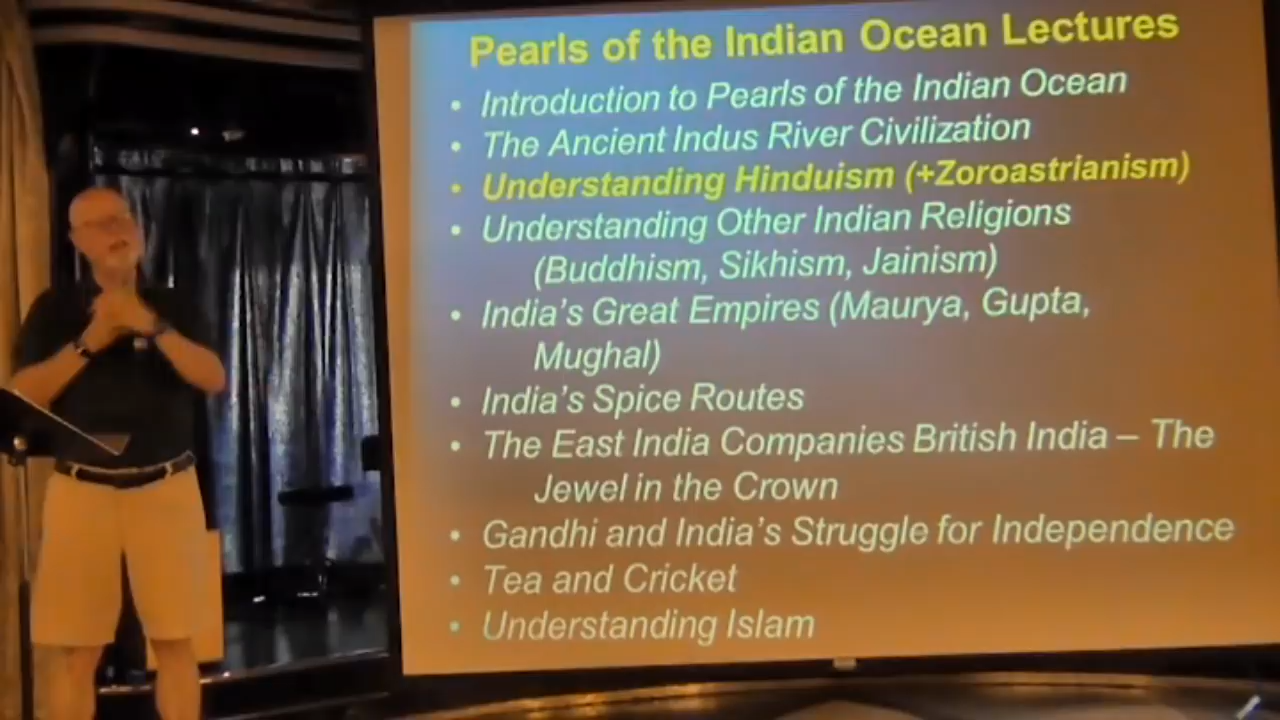 Pearls of the Indian Ocean Lectures
• Introduction to Pearls of the Indian Ocean
• The Ancient Indus River Civilization
• Understanding Hinduism (+Zoroastrianism)
• Understanding Other Indian Religions
(Buddhism, Sikhism, Jainism)
• India's Great Empires (Maurya, Gupta,
Mughal)
• India's Spice Routes
• The East India Companies British India – The
Jewel in the Crown
• Gandhi and India's Struggle for Independence
• Tea and Cricket
• Understanding Islam